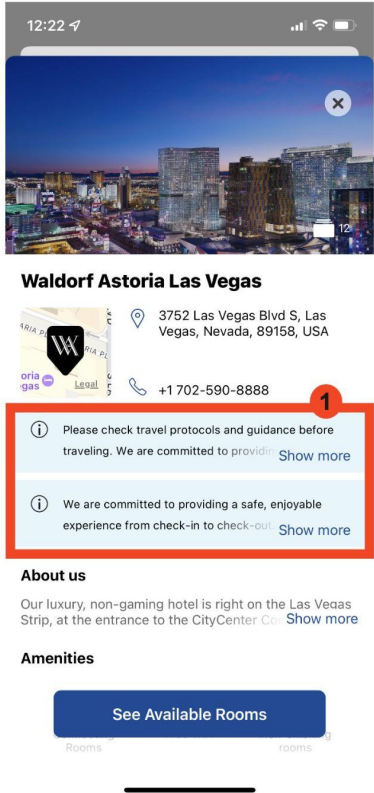 12:22
12
Waldorf Astoria Las Vegas
3752 Las Vegas Blvd S, Las
Vegas, Nevada, 89158, USA
Legal
+1 702-590-8888
1
Please check travel protocols and guidance before
traveling. We are committed to providing Show more
We are committed to providing a safe, enjoyable
experience from check-in to check-out. Show more
About us
Our luxury, non-gaming hotel is right on the Las Vegas
Strip, at the entrance to the CityCenter Show more
Amenities
See Available Rooms
Rooms
rooms